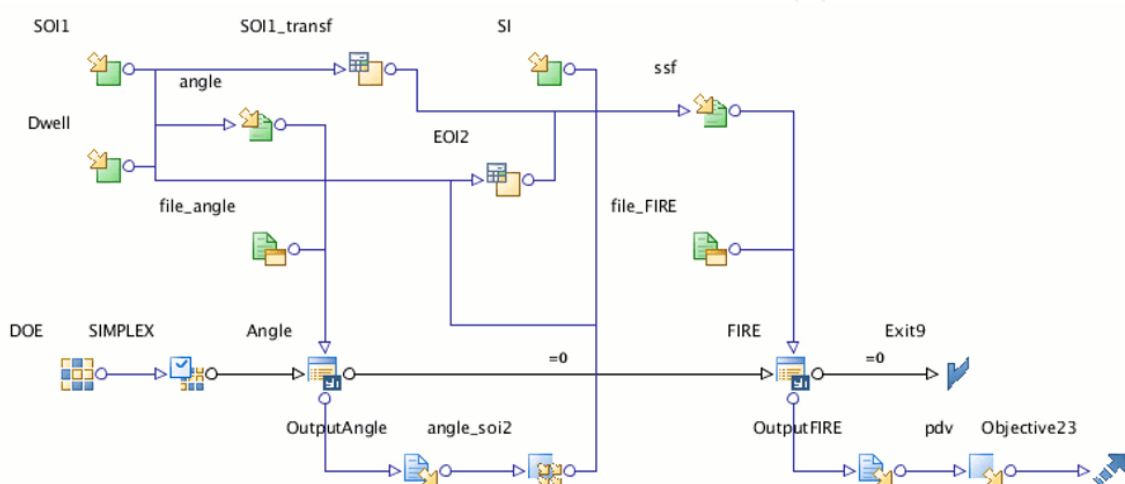 SOI1 SOI1_transf SI
angle ssf
Dwell EOI2
file_angle file_FIRE
DOE SIMPLEX Angle FIRE Exit9
=0 =0
OutputAngle angle_soi2 OutputFIRE pdv Objective23